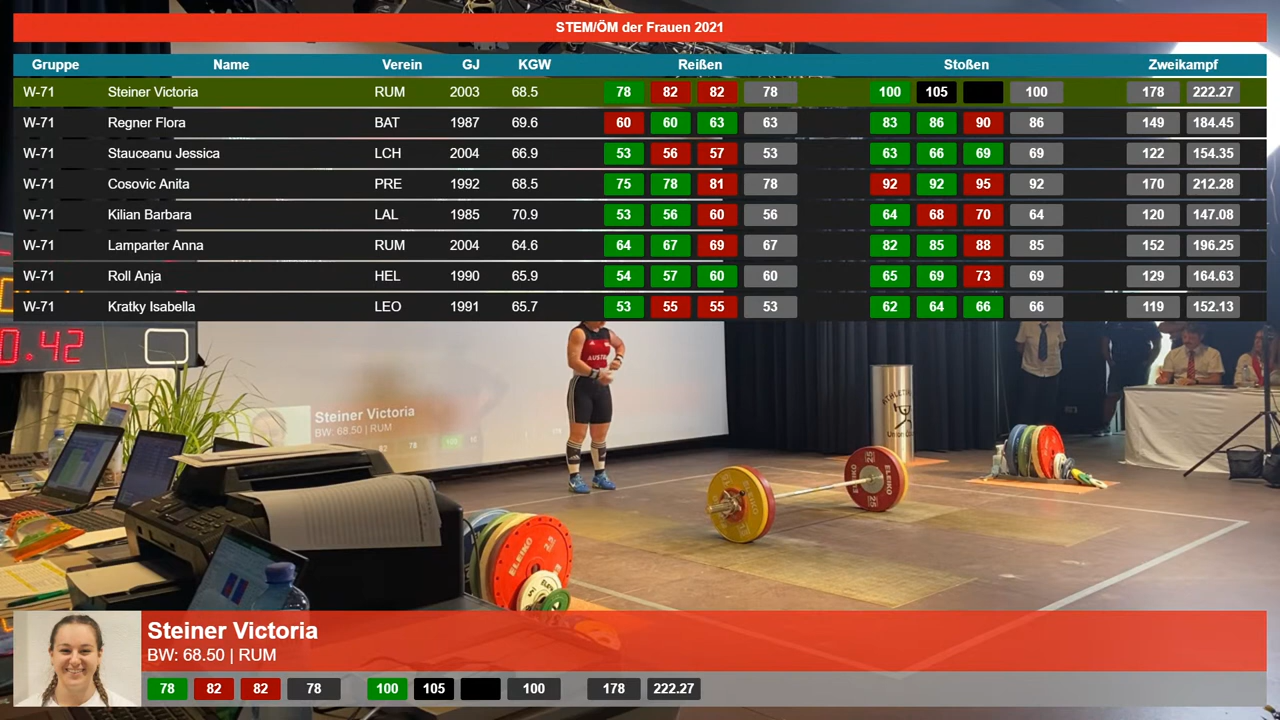 STEM/ÖM der Frauen 2021
Gruppe Name Verein GJ KGW Reißen Stoßen Zweikampf
W-71 Steiner Victoria RUM 2003 68.5 78 82 82 78 100 105 100 178 222.27
W-71 Regner Flora BAT 1987 69.6 60 60 63 63 83 86 90 86 149 184.45
W-71 Stauceanu Jessica LCH 2004 66.9 53 56 57 53 63 66 69 69 122 154.35
W-71 Cosovic Anita PRE 1992 68.5 75 78 81 78 92 92 95 92 170 212.28
W-71 Kilian Barbara LAL 1985 70.9 53 56 60 56 64 68 70 64 120 147.08
W-71 Lamparter Anna RUM 2004 64.6 64 67 69 67 82 85 88 85 152 196.25
W-71 Roll Anja HEL 1990 65.9 54 57 60 60 65 69 73 69 129 164.63
W-71 Kratky Isabella LEO 1991 65.7 53 55 55 53 62 64 66 66 119 152.13
0.42
AUST
Steiner Victoria
BW: 68.50 | RUM
Union
ELEIKO
25
ELEIKO
25
ELEIKO
Steiner Victoria
BW: 68.50 | RUM
78 82 82 78 100 105 100 178 222.27